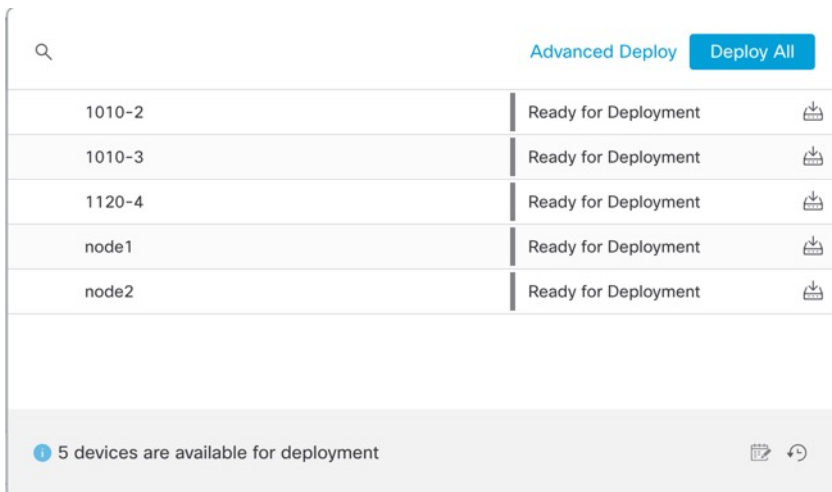 Advanced Deploy Deploy All
1010-2 Ready for Deployment
1010-3 Ready for Deployment
1120-4 Ready for Deployment
node1 Ready for Deployment
node2 Ready for Deployment
5 devices are available for deployment